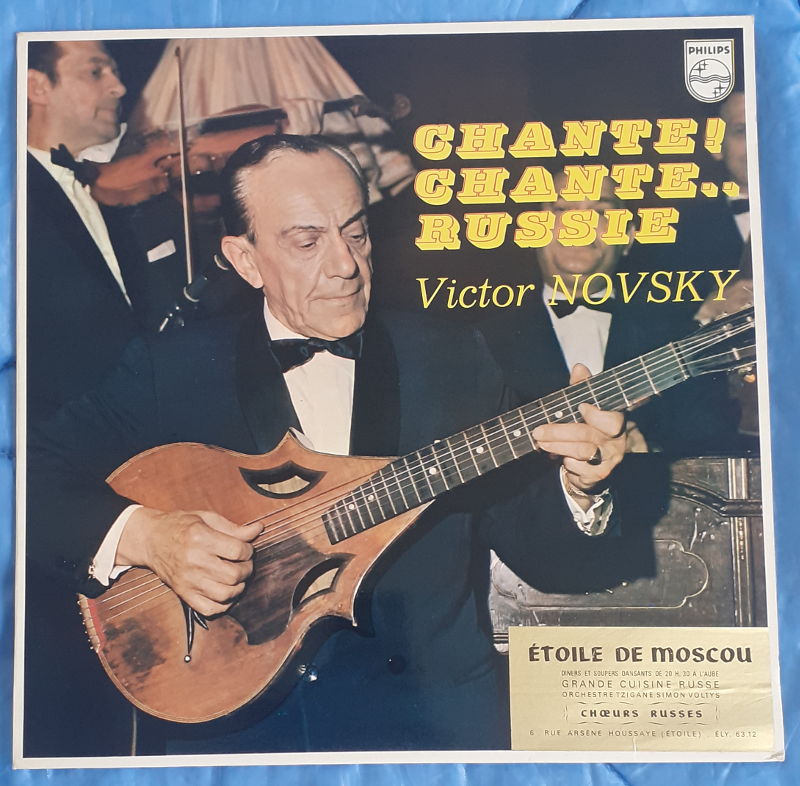 PHILIPS
CHANTE!
CHANTE..
RUSSIE
Victor NOVSKY
ÉTOILE DE MOSCOU
DINERS ET SOUPERS DANSANTS DE 20 H. 30 A L'AUBE
GRANDE CUISINE RUSSE
ORCHESTRE TZIGANE SIMON VOLTYS
CHŒURS RUSSES
6 RUE ARSÈNE HOUSSAYE (ÉTOILE). ELY. 63.12